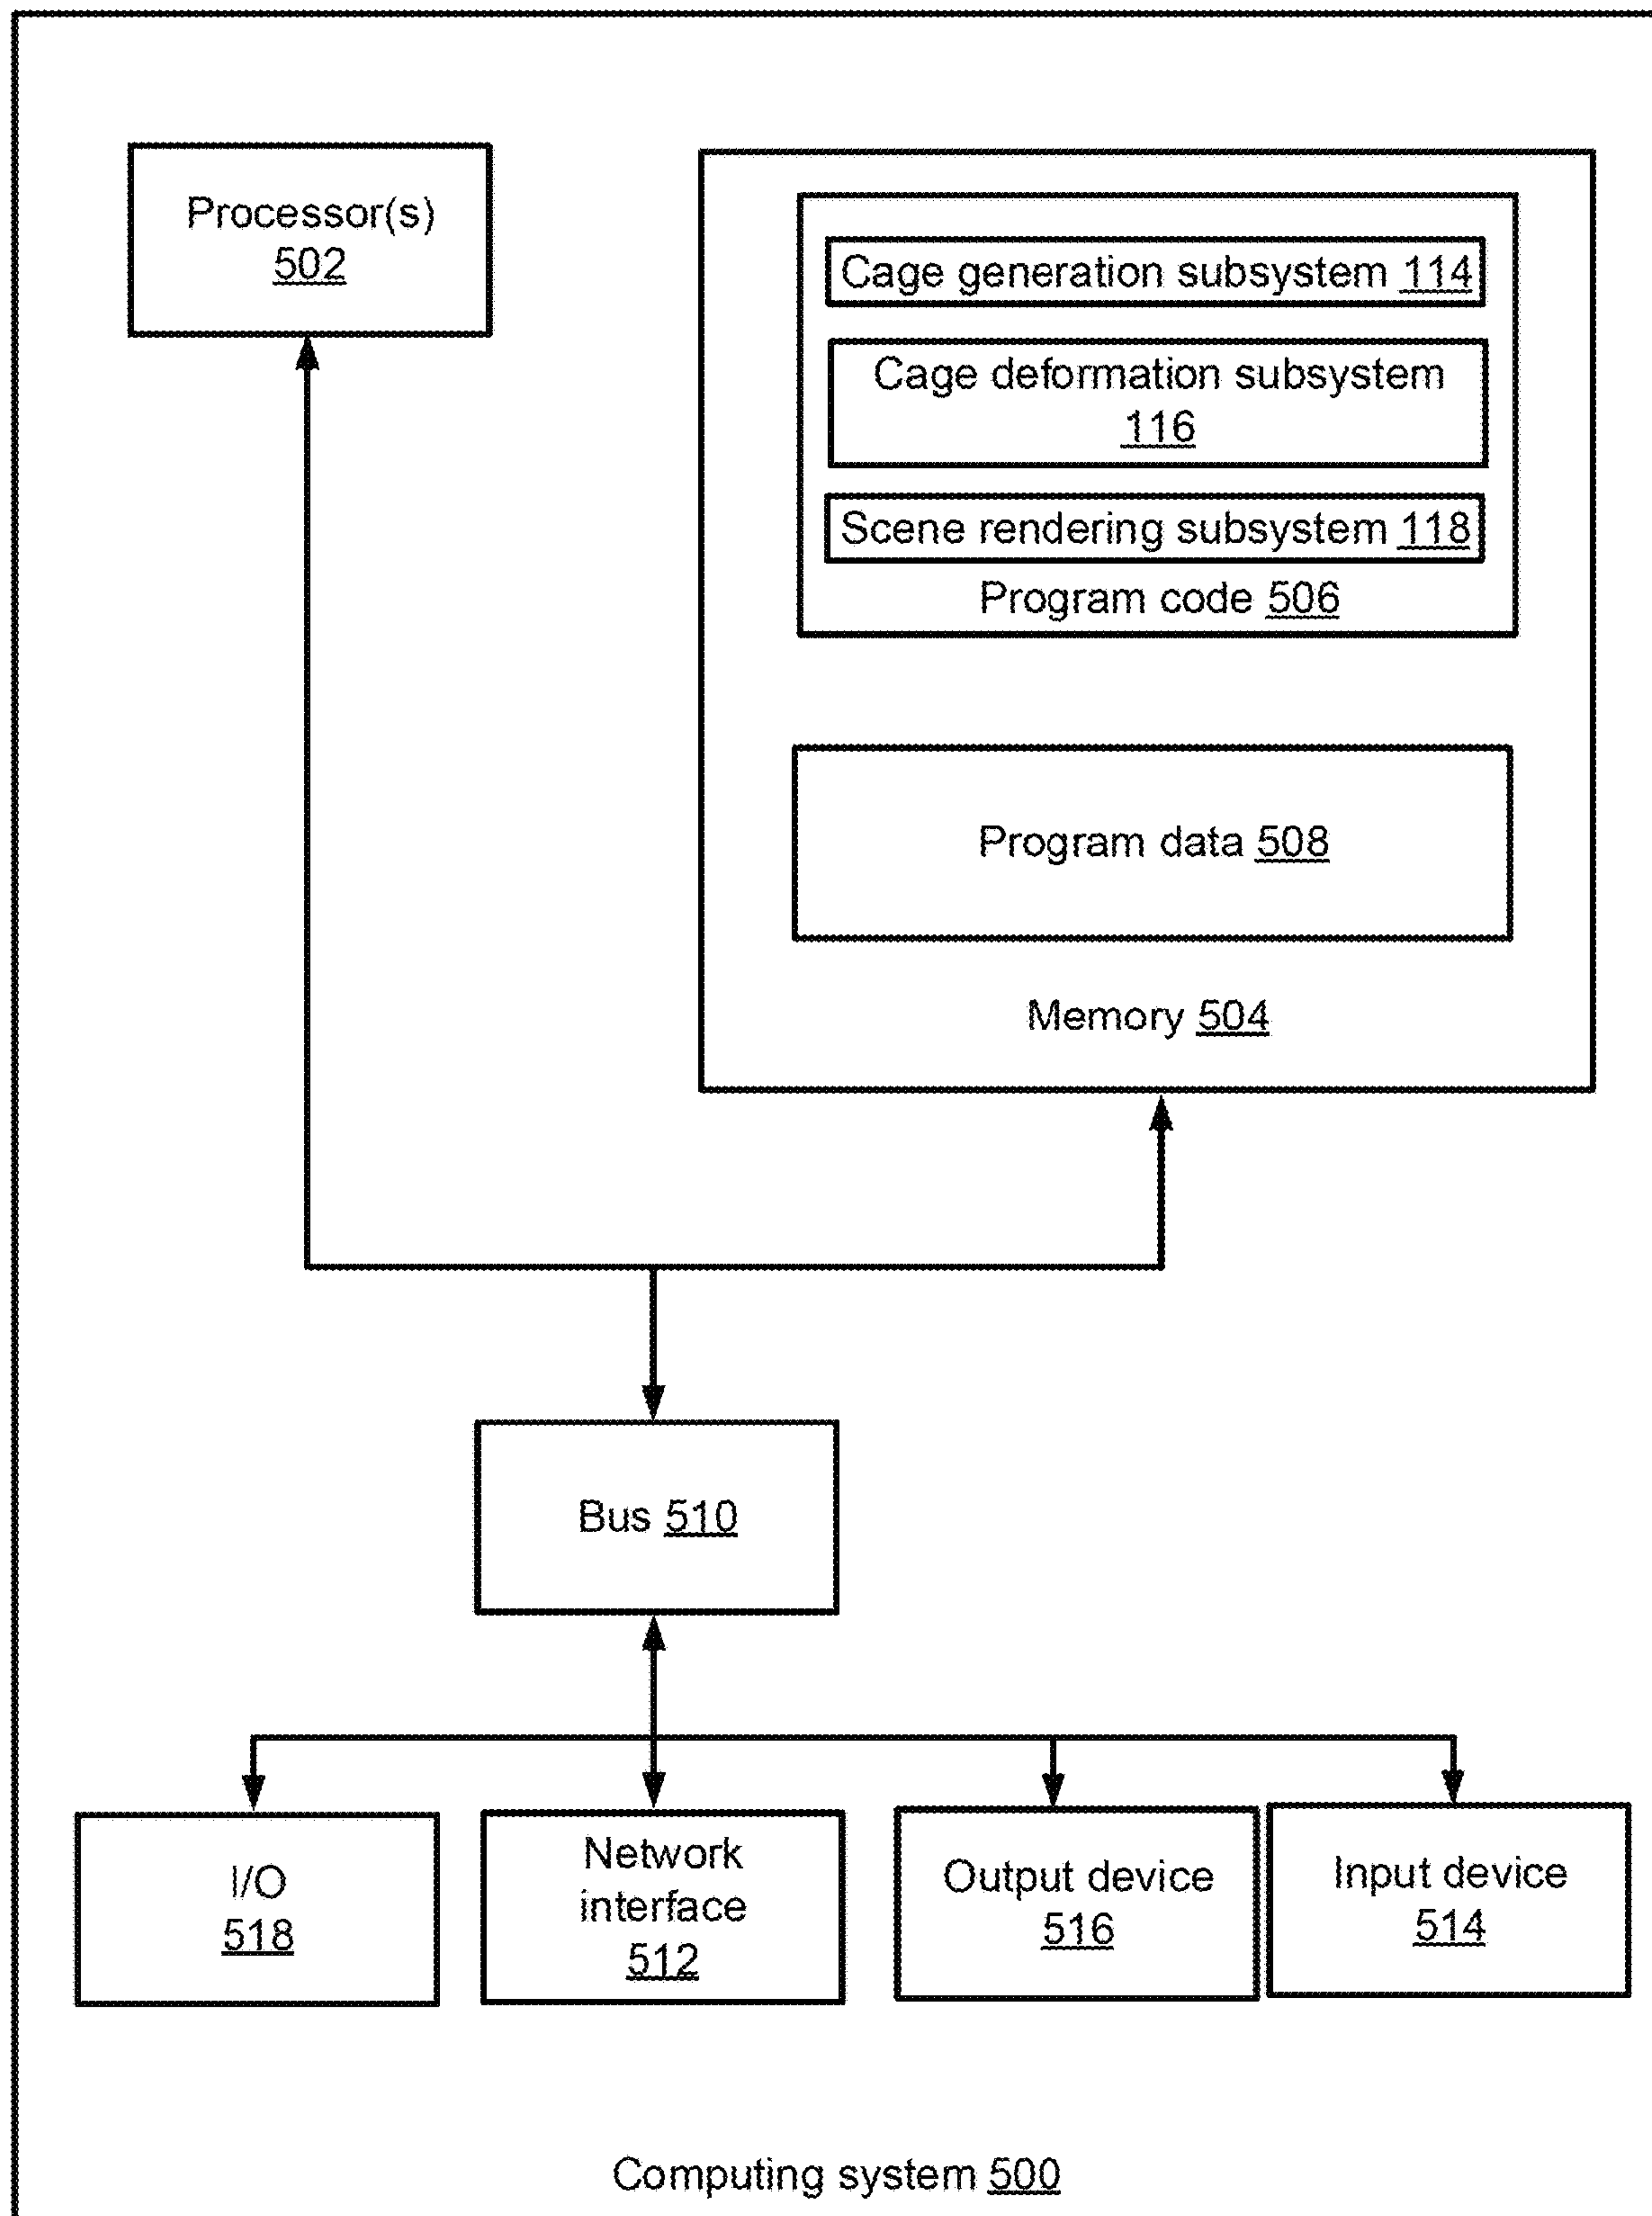 Processor(s)
502
Cage generation subsystem 114
Cage deformation subsystem
116
Scene rendering subsystem 118
Program code 506
Program data 508
Memory 504
Bus 510
I/O
518
Network
interface
512
Output device
516
Input device
514
Computing system 500